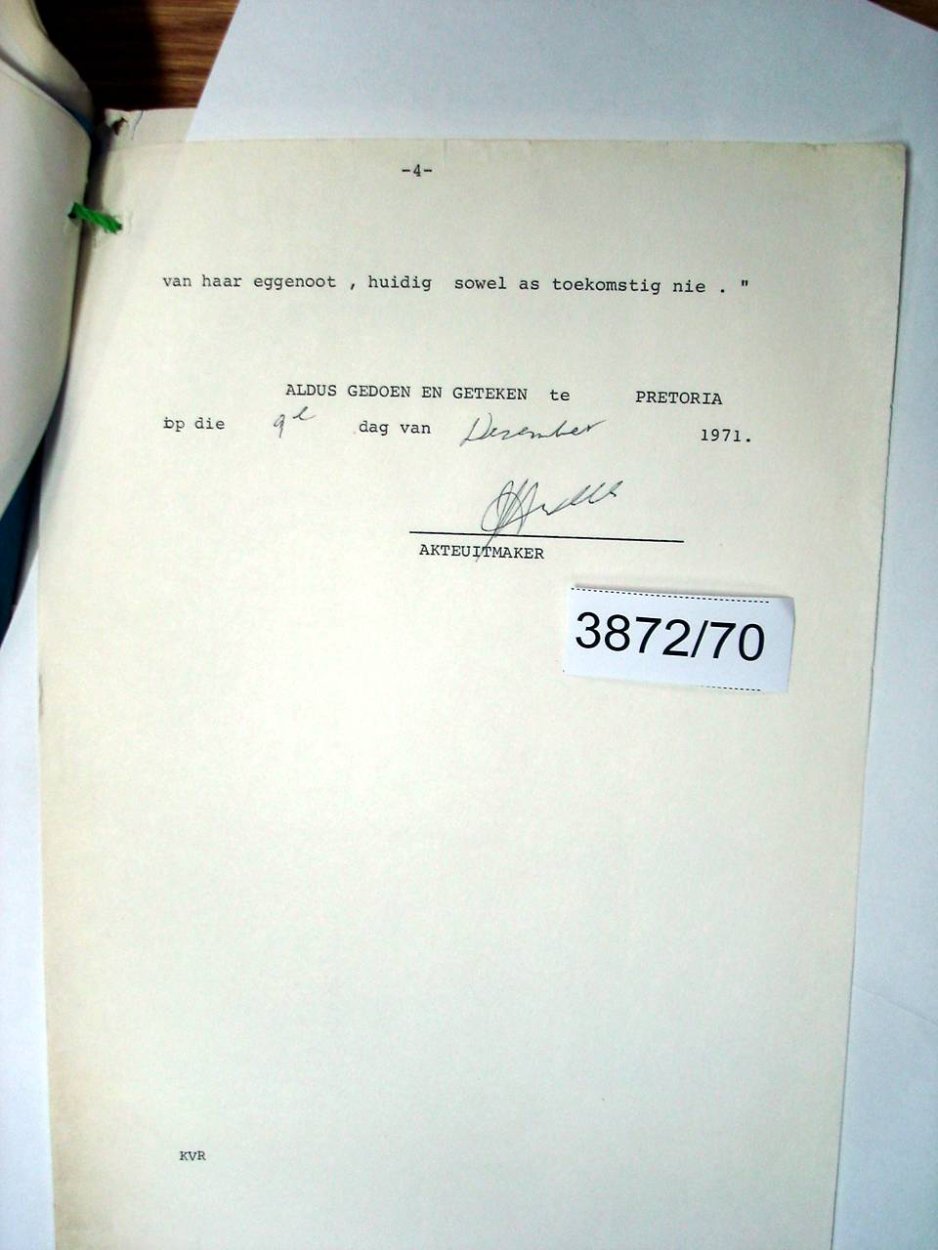 -4-
van haar eggenoot , huidig sowel as toekomstig nie . "
ALDUS GEDOEN EN GETEKEN te PRETORIA
op die 9e dag van Desember 1971.
AKTEUITMAKER
3872/70
KVR